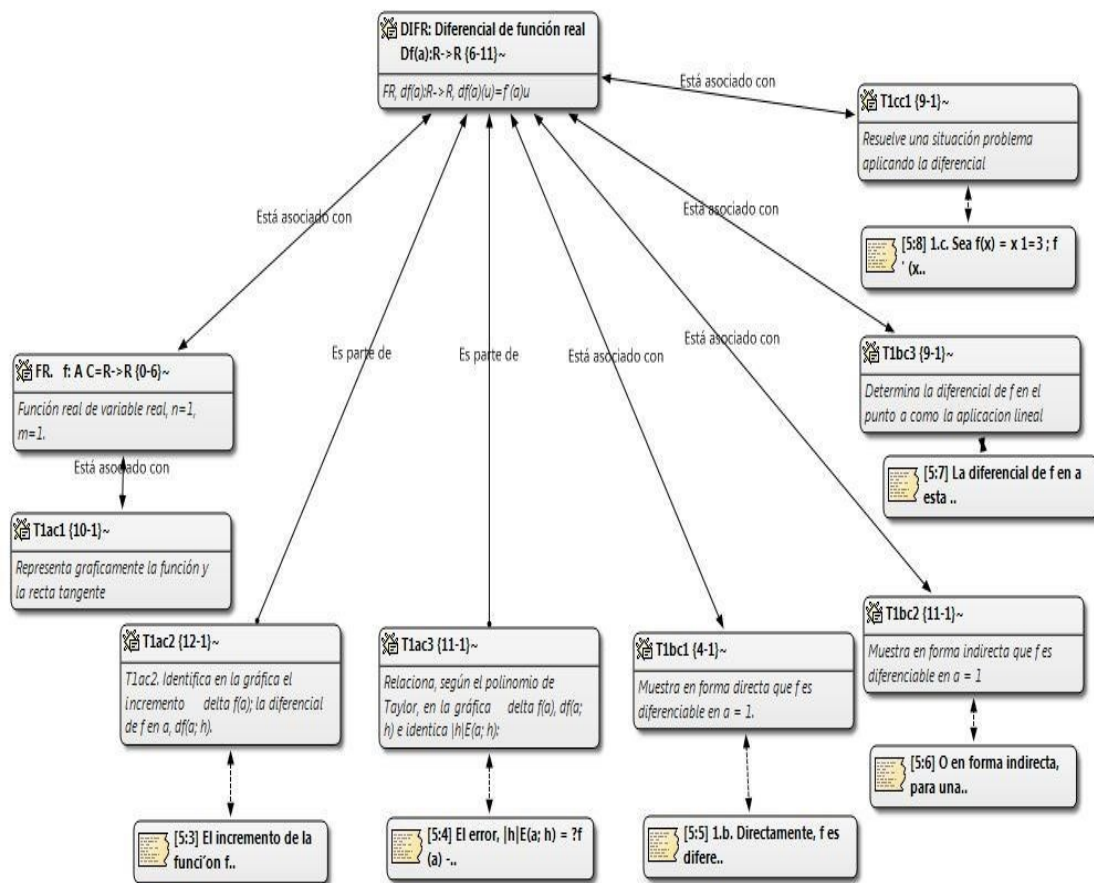 DIFR: Diferencial de función real
Df(a):R->R {6-11}~
FR, df(a):R->R, df(a)(u)=f'(a)u
Está asociado con
T1cc1 {9-1}~
Resuelve una situación problema
aplicando la diferencial
[5:8] 1.c. Sea f(x) = x 1=3 ; f
´ (x..
Está asociado con
Está asociado con
FR. f: A C=R->R {0-6}~
Función real de variable real, n=1,
m=1.
Es parte de
Es parte de
Está asociado con
Está asociado con
T1bc3 {9-1}~
Determina la diferencial de f en el
punto a como la aplicacion lineal
[5:7] La diferencial de f en a
esta ..
Está asociado con
T1ac1 {10-1}~
Representa graficamente la función y
la recta tangente
T1ac2 {12-1}~
T1ac2. Identifica en la gráfica el
incremento delta f(a); la diferencial
de f en a, df(a; h).
[5:3] El incremento de la
funci´on f..
T1ac3 {11-1}~
Relaciona, según el polinomio de
Taylor, en la gráfica delta f(a), df(a;
h) e identica |h|E(a; h):
[5:4] El error, |h|E(a; h) = ?f
(a) -..
T1bc1 {4-1}~
Muestra en forma directa que f es
diferenciable en a = 1.
[5:5] 1.b. Directamente, f es
difere..
T1bc2 {11-1}~
Muestra en forma indirecta que f es
diferenciable en a = 1
[5:6] O en forma indirecta,
para una..